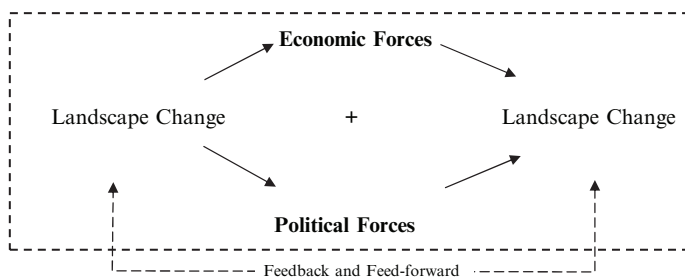 Economic Forces
Landscape Change + Landscape Change
Political Forces
Feedback and Feed-forward